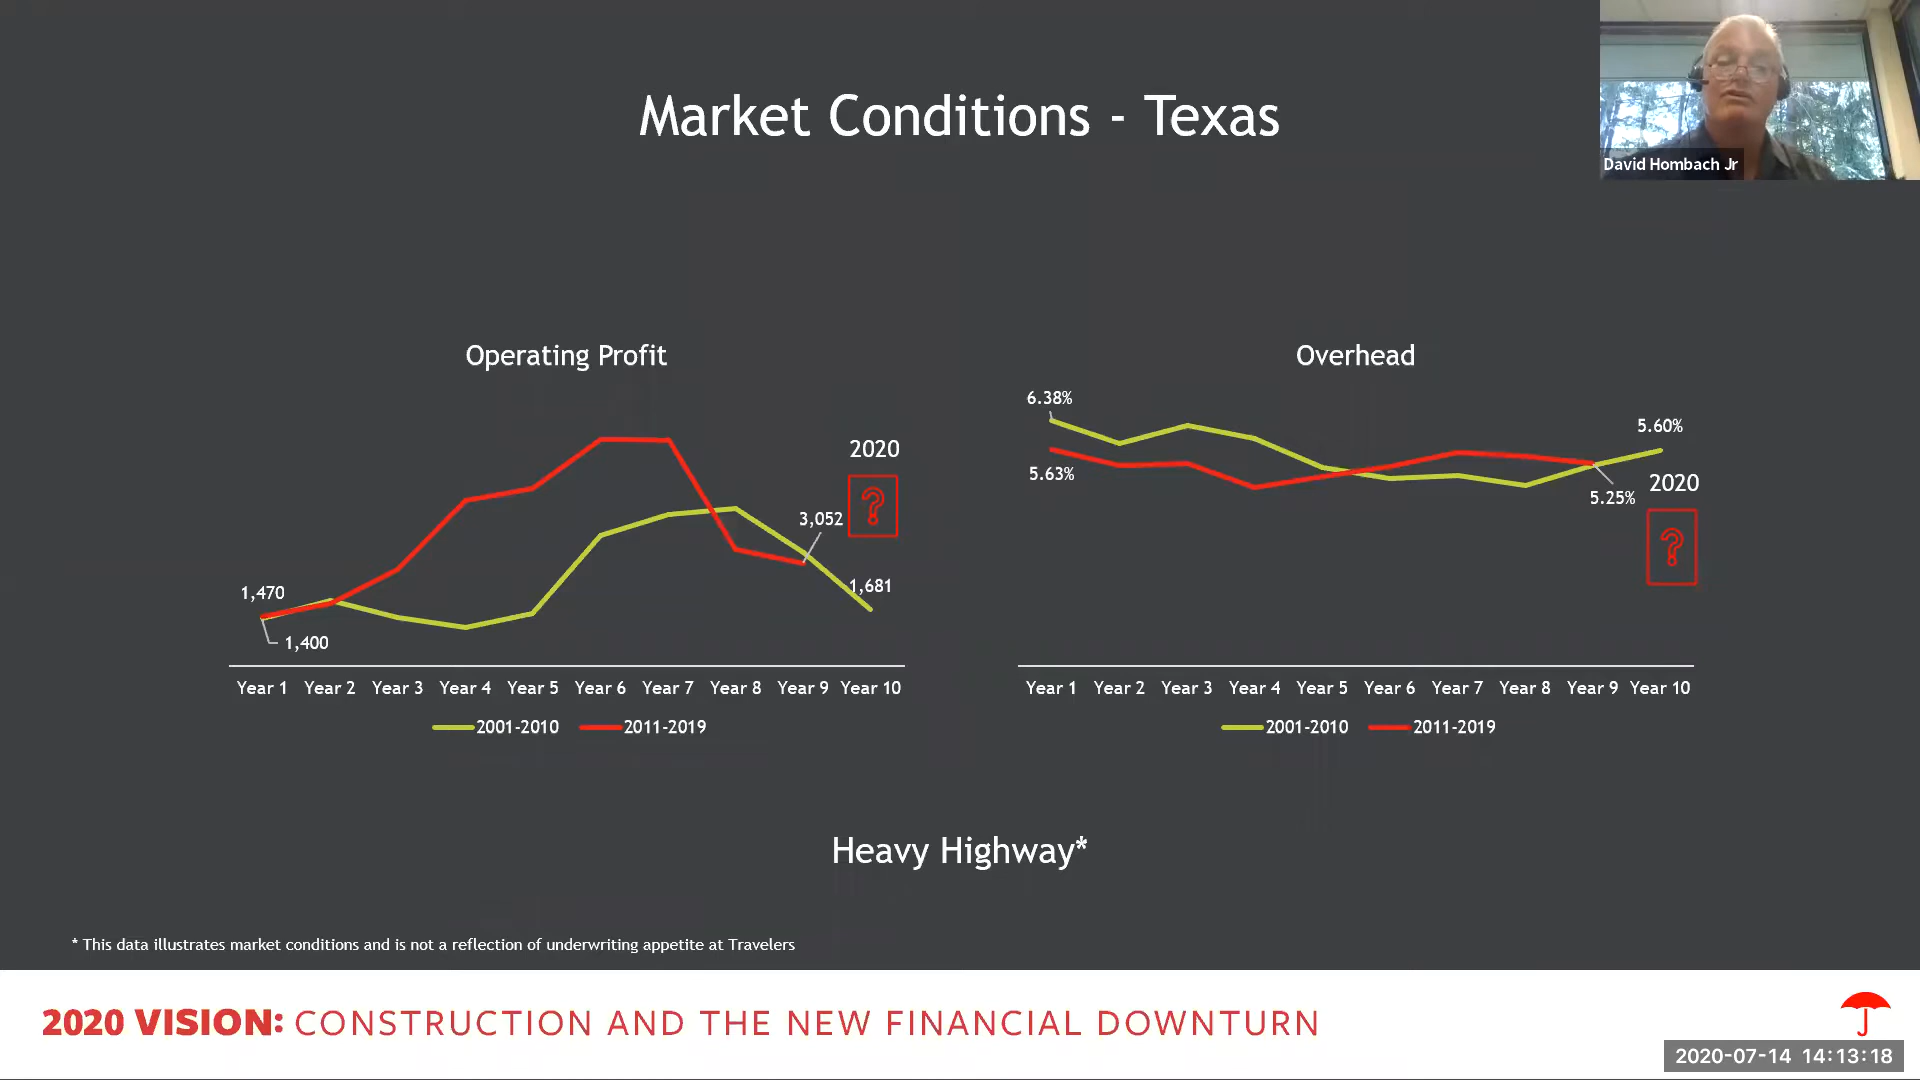 Market Conditions - Texas
David Hombach Jr
Operating Profit
2020
?
3,052
1,681
1,470
1,400
Year 1 Year 2 Year 3 Year 4 Year 5 Year 6 Year 7 Year 8 Year 9 Year 10
2001-2010 2011-2019
Overhead
6.38%
5.63%
5.60%
5.25%
2020
?
Year 1 Year 2 Year 3 Year 4 Year 5 Year 6 Year 7 Year 8 Year 9 Year 10
2001-2010 2011-2019
Heavy Highway*
* This data illustrates market conditions and is not a reflection of underwriting appetite at Travelers
2020 VISION: CONSTRUCTION AND THE NEW FINANCIAL DOWNTURN
2020-07-14 14:13:18